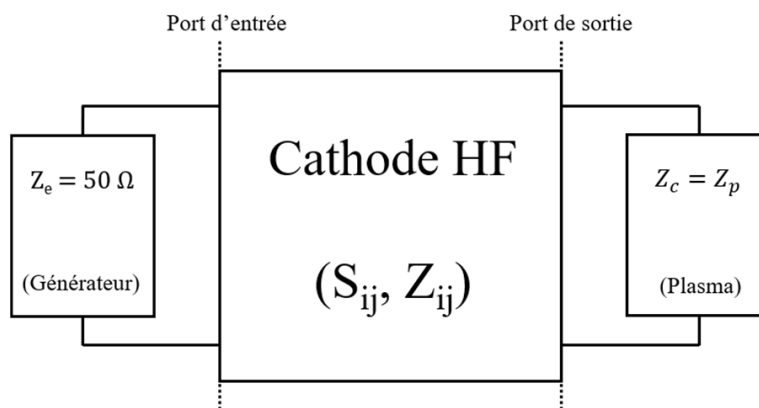 Port d’entrée
Port de sortie
Cathode HF
(Sij, Zij)
Ze = 50 Ω
(Générateur)
Zc = Zp
(Plasma)